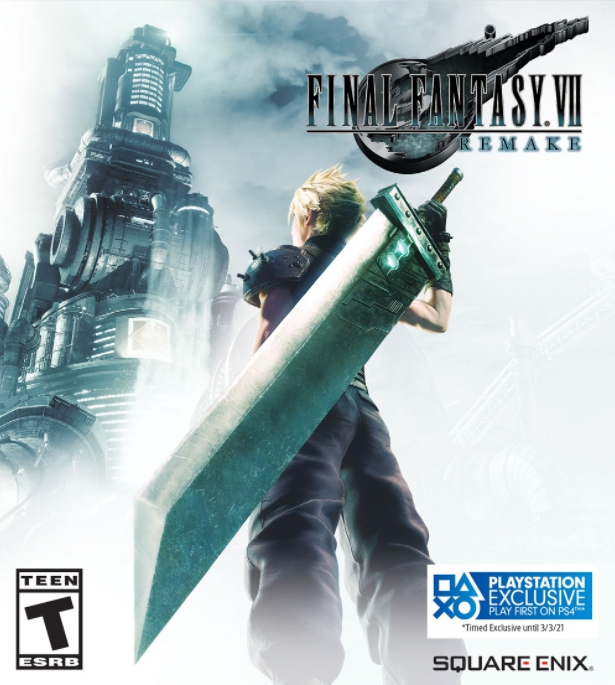 FINAL FANTASY. VII
REMAKE
TEEN
T
ESRB
PLAYSTATION
EXCLUSIVE
PLAY FIRST ON PS4™
*Timed Exclusive until 3/3/21
SQUARE ENIX®